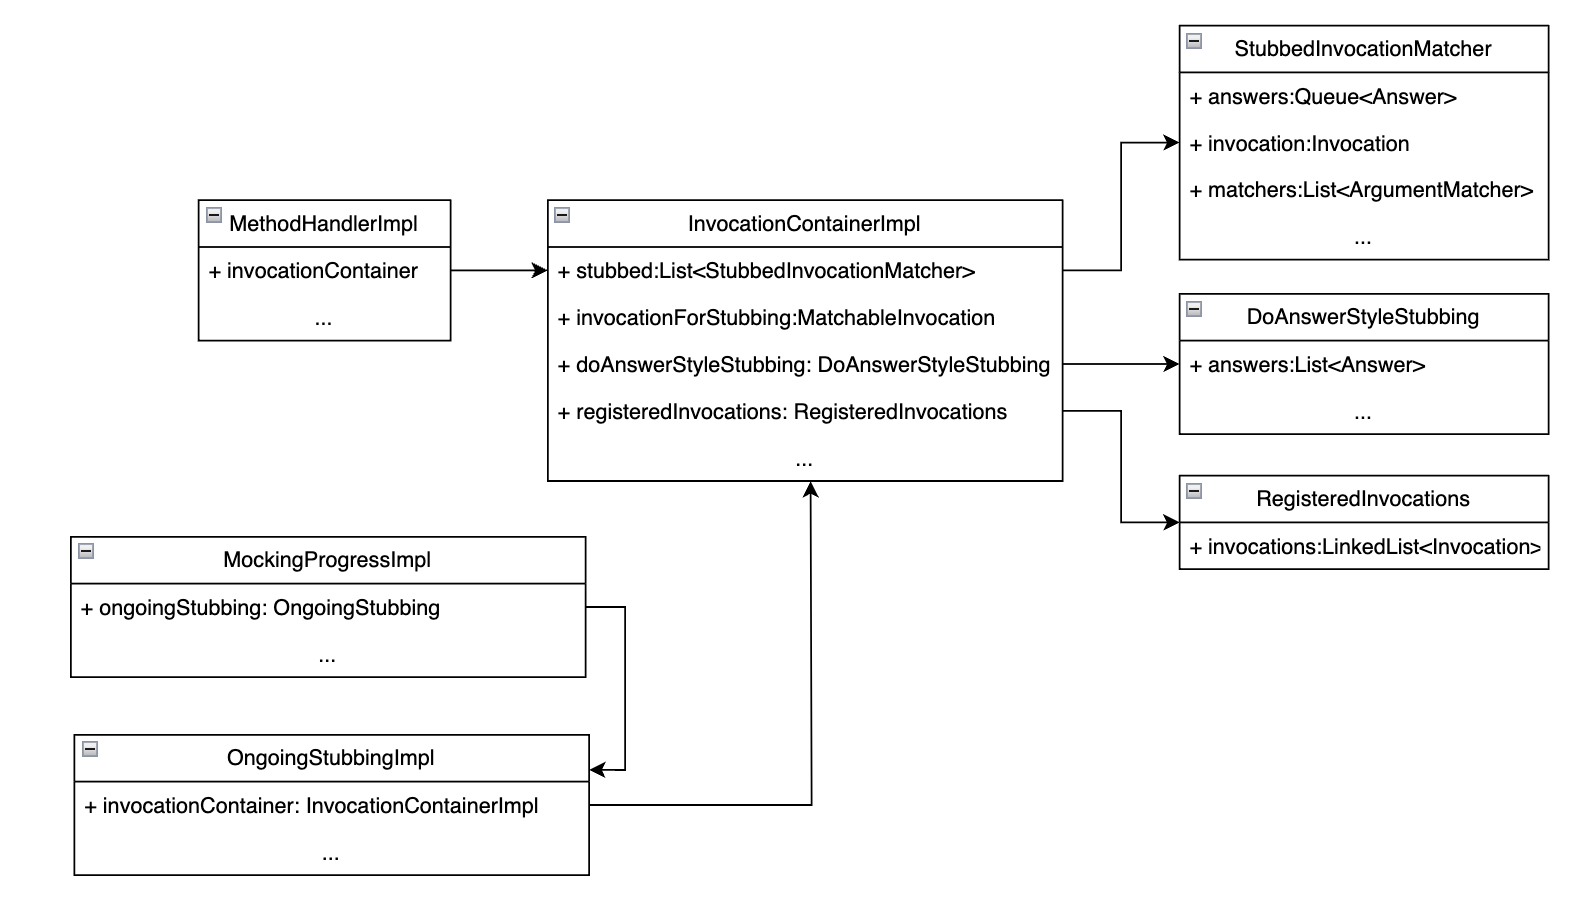 StubbedInvocationMatcher
+ answers:Queue<Answer>
+ invocation:Invocation
+ matchers:List<ArgumentMatcher>
...
MethodHandlerImpl
+ invocationContainer
...
InvocationContainerImpl
+ stubbed:List<StubbedInvocationMatcher>
+ invocationForStubbing:MatchableInvocation
+ doAnswerStyleStubbing: DoAnswerStyleStubbing
+ registeredInvocations: RegisteredInvocations
...
DoAnswerStyleStubbing
+ answers:List<Answer>
...
RegisteredInvocations
+ invocations:LinkedList<Invocation>
MockingProgressImpl
+ ongoingStubbing: OngoingStubbing
...
OngoingStubbingImpl
+ invocationContainer: InvocationContainerImpl
...